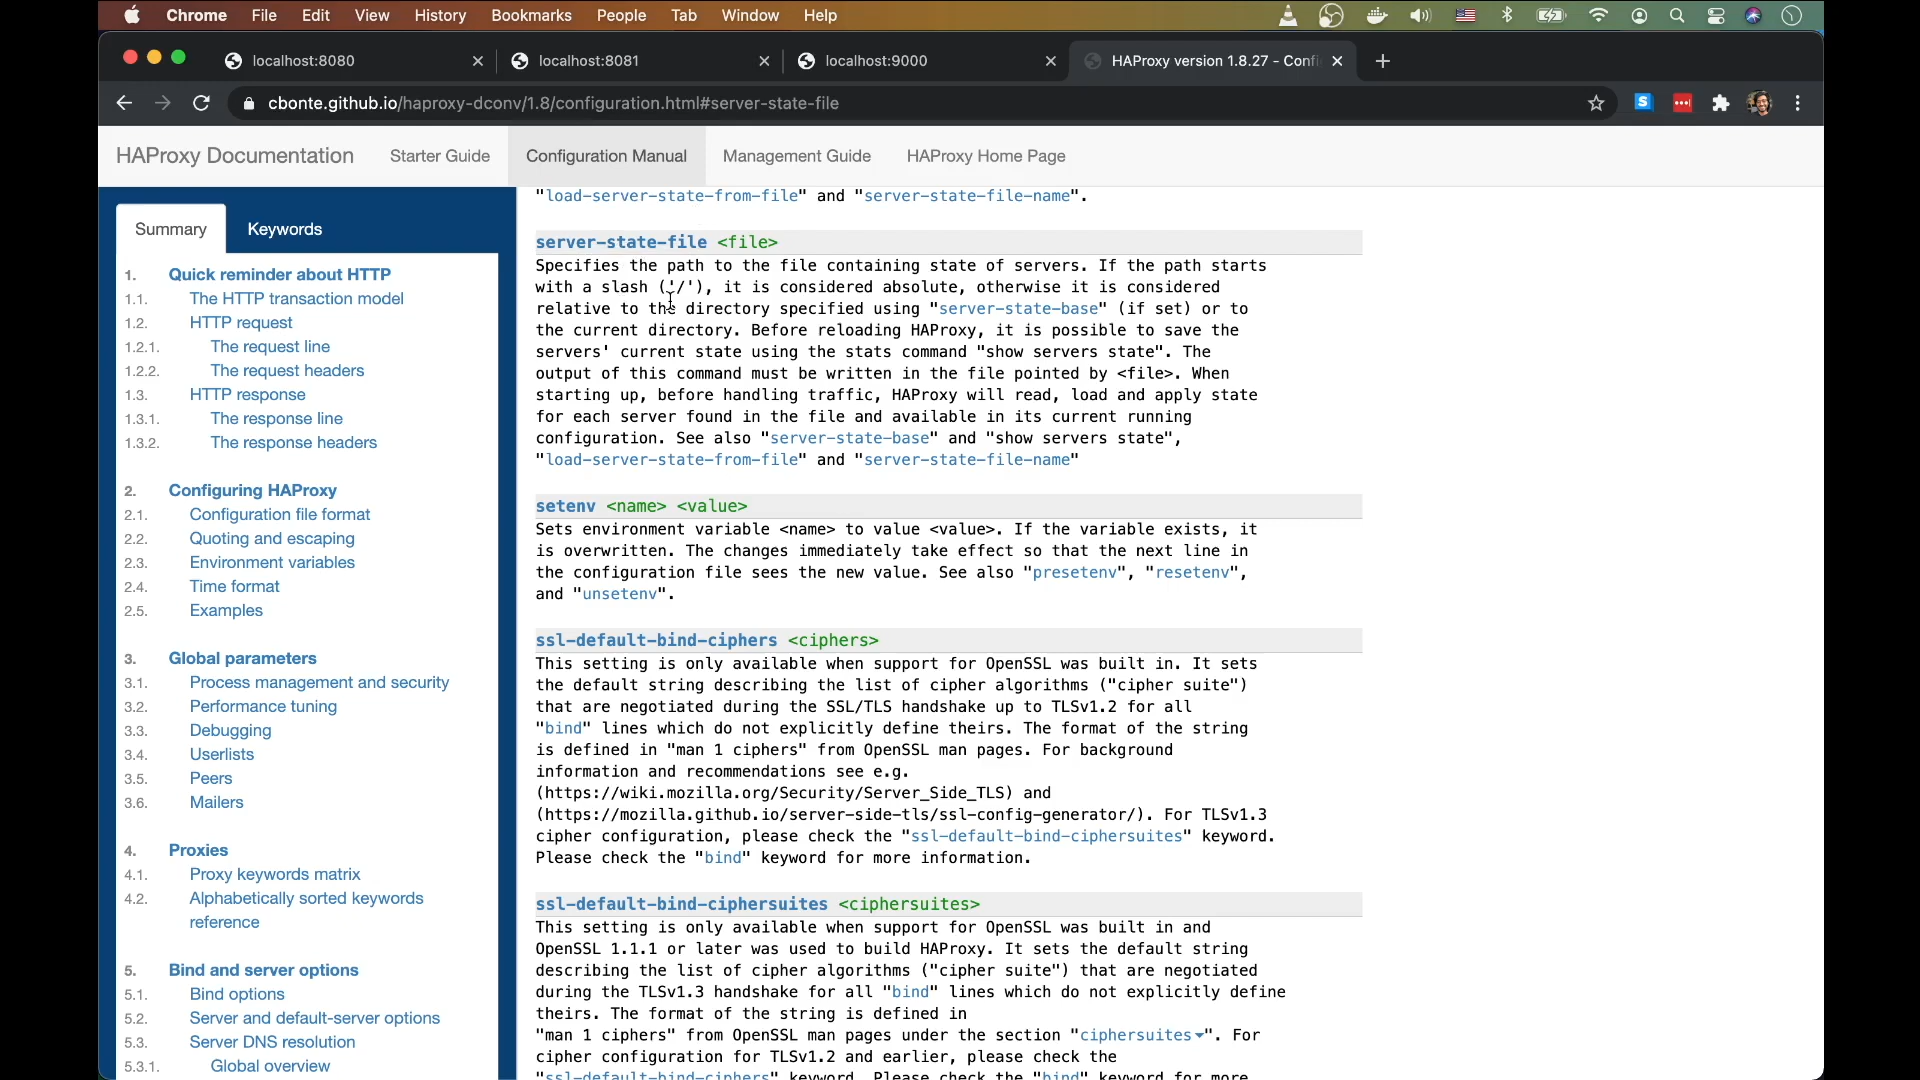 Chrome File Edit View History Bookmarks People Tab Window Help
localhost:8080
localhost:8081
localhost:9000
HAProxy version 1.8.27 - Confi
cbonte.github.io/haproxy-dconv/1.8/configuration.html#server-state-file
HAProxy Documentation
Starter Guide
Configuration Manual
Management Guide
HAProxy Home Page
Summary
Keywords
1. Quick reminder about HTTP
1.1. The HTTP transaction model
1.2. HTTP request
1.2.1. The request line
1.2.2. The request headers
1.3. HTTP response
1.3.1. The response line
1.3.2. The response headers
2. Configuring HAProxy
2.1. Configuration file format
2.2. Quoting and escaping
2.3. Environment variables
2.4. Time format
2.5. Examples
3. Global parameters
3.1. Process management and security
3.2. Performance tuning
3.3. Debugging
3.4. Userlists
3.5. Peers
3.6. Mailers
4. Proxies
4.1. Proxy keywords matrix
4.2. Alphabetically sorted keywords
reference
5. Bind and server options
5.1. Bind options
5.2. Server and default-server options
5.3. Server DNS resolution
5.3.1. Global overview
"load-server-state-from-file" and "server-state-file-name".
server-state-file <file>
Specifies the path to the file containing state of servers. If the path starts
with a slash ('/'), it is considered absolute, otherwise it is considered
relative to the directory specified using "server-state-base" (if set) or to
the current directory. Before reloading HAProxy, it is possible to save the
servers' current state using the stats command "show servers state". The
output of this command must be written in the file pointed by <file>. When
starting up, before handling traffic, HAProxy will read, load and apply state
for each server found in the file and available in its current running
configuration. See also "server-state-base" and "show servers state",
"load-server-state-from-file" and "server-state-file-name"
setenv <name> <value>
Sets environment variable <name> to value <value>. If the variable exists, it
is overwritten. The changes immediately take effect so that the next line in
the configuration file sees the new value. See also "presetenv", "resetenv",
and "unsetenv".
ssl-default-bind-ciphers <ciphers>
This setting is only available when support for OpenSSL was built in. It sets
the default string describing the list of cipher algorithms ("cipher suite")
that are negotiated during the SSL/TLS handshake up to TLSv1.2 for all
"bind" lines which do not explicitly define theirs. The format of the string
is defined in "man 1 ciphers" from OpenSSL man pages. For background
information and recommendations see e.g.
(https://wiki.mozilla.org/Security/Server_Side_TLS) and
(https://mozilla.github.io/server-side-tls/ssl-config-generator/). For TLSv1.3
cipher configuration, please check the "ssl-default-bind-ciphersuites" keyword.
Please check the "bind" keyword for more information.
ssl-default-bind-ciphersuites <ciphersuites>
This setting is only available when support for OpenSSL was built in and
OpenSSL 1.1.1 or later was used to build HAProxy. It sets the default string
describing the list of cipher algorithms ("cipher suite") that are negotiated
during the TLSv1.3 handshake for all "bind" lines which do not explicitly define
theirs. The format of the string is defined in
"man 1 ciphers" from OpenSSL man pages under the section "ciphersuites". For
cipher configuration for TLSv1.2 and earlier, please check the
"ssl-default-bind-ciphers" keyword. Please check the "bind" keyword for more